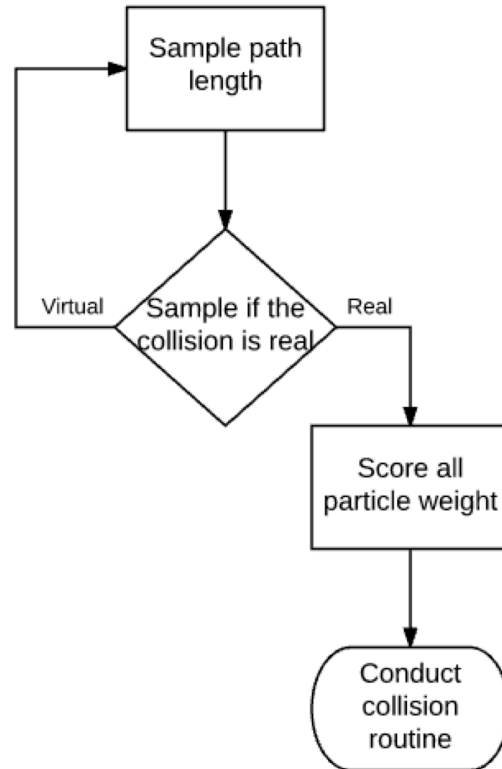 Sample path
length
Virtual
Sample if the
collision is real
Real
Score all
particle weight
Conduct
collision
routine